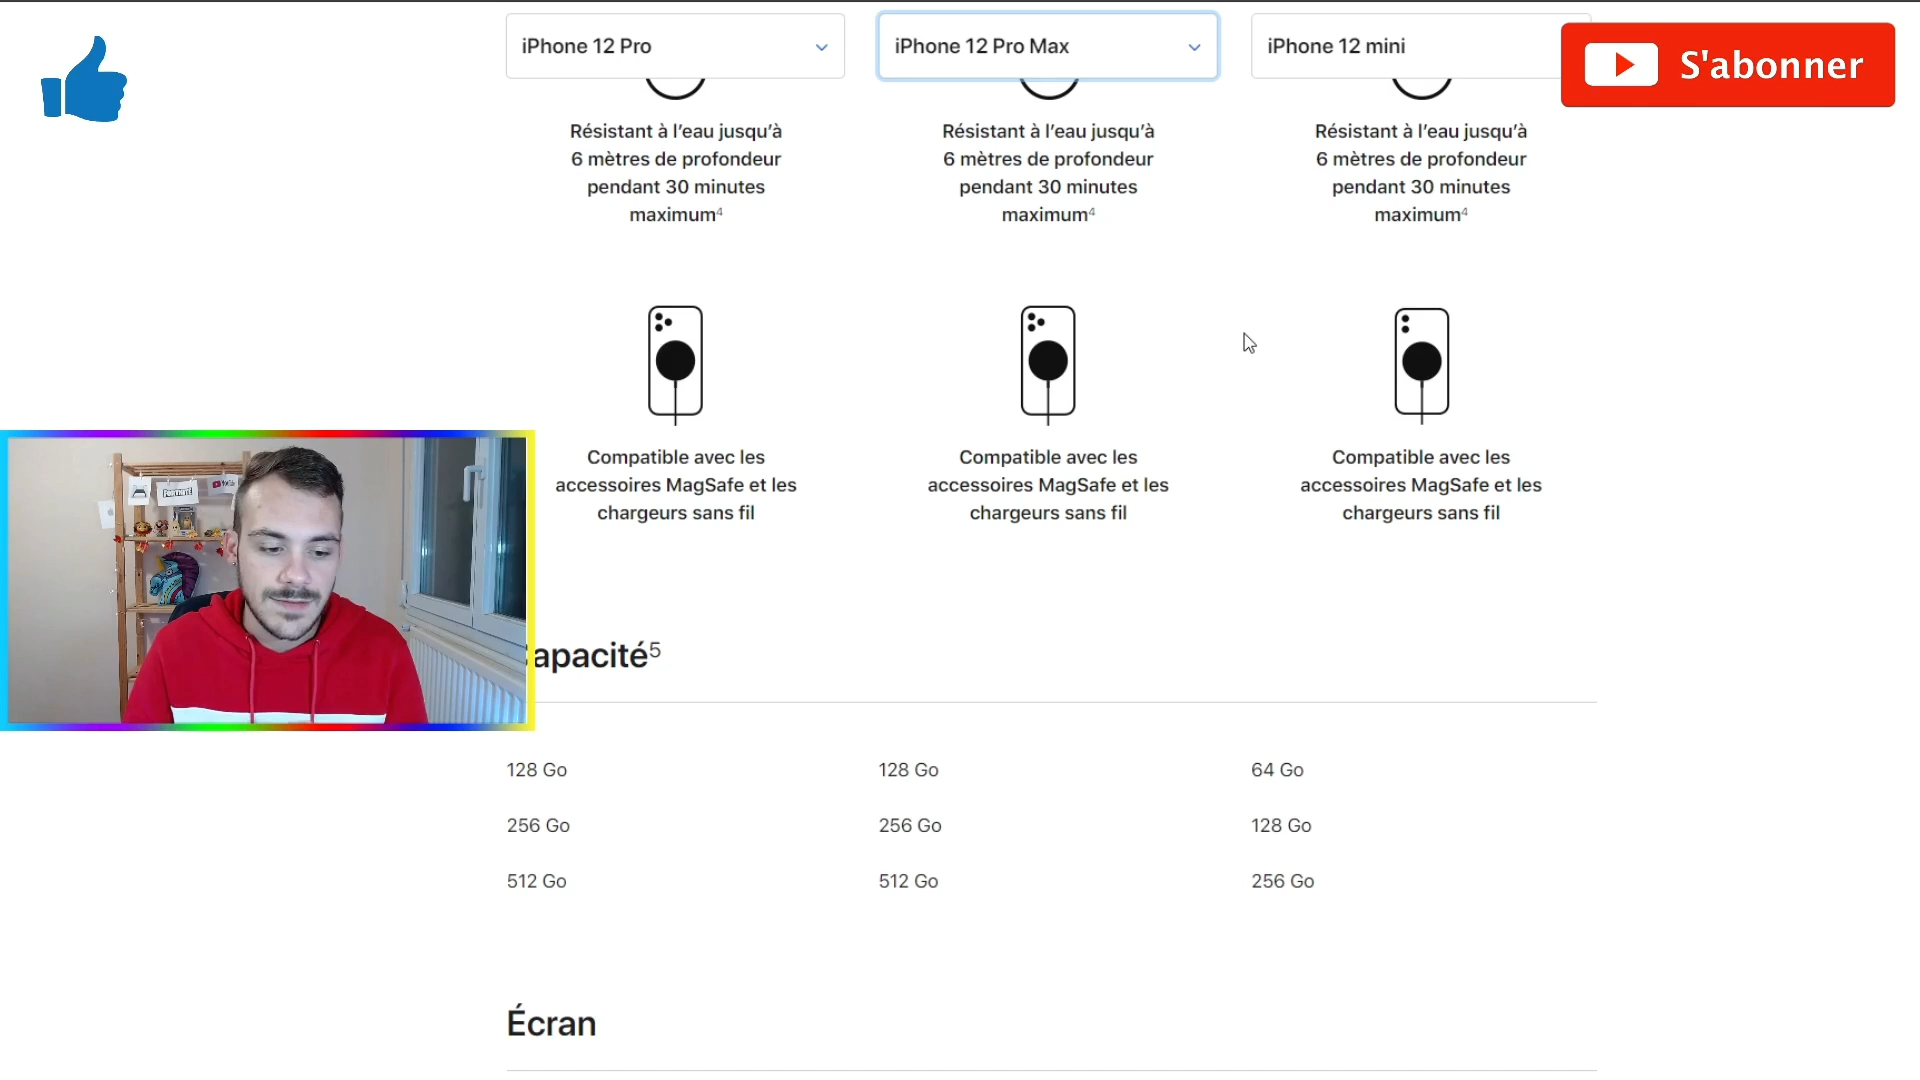 iPhone 12 Pro
iPhone 12 Pro Max
iPhone 12 mini
S'abonner
Résistant à l’eau jusqu’à
6 mètres de profondeur
pendant 30 minutes
maximum⁴
Résistant à l’eau jusqu’à
6 mètres de profondeur
pendant 30 minutes
maximum⁴
Résistant à l’eau jusqu’à
6 mètres de profondeur
pendant 30 minutes
maximum⁴
Compatible avec les
accessoires MagSafe et les
chargeurs sans fil
Compatible avec les
accessoires MagSafe et les
chargeurs sans fil
Compatible avec les
accessoires MagSafe et les
chargeurs sans fil
FORTNITE
apacité⁵
128 Go
128 Go
64 Go
256 Go
256 Go
128 Go
512 Go
512 Go
256 Go
Écran